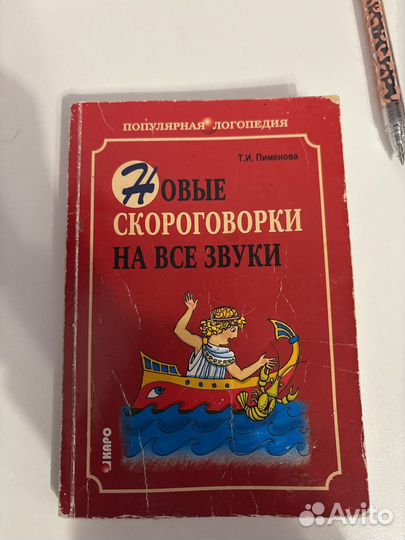 ПОПУЛЯРНАЯ ЛОГОПЕДИЯ
Т.И. Пименова
НОВЫЕ
СКОРОГОВОРКИ
НА ВСЕ ЗВУКИ
КАРО
Avito